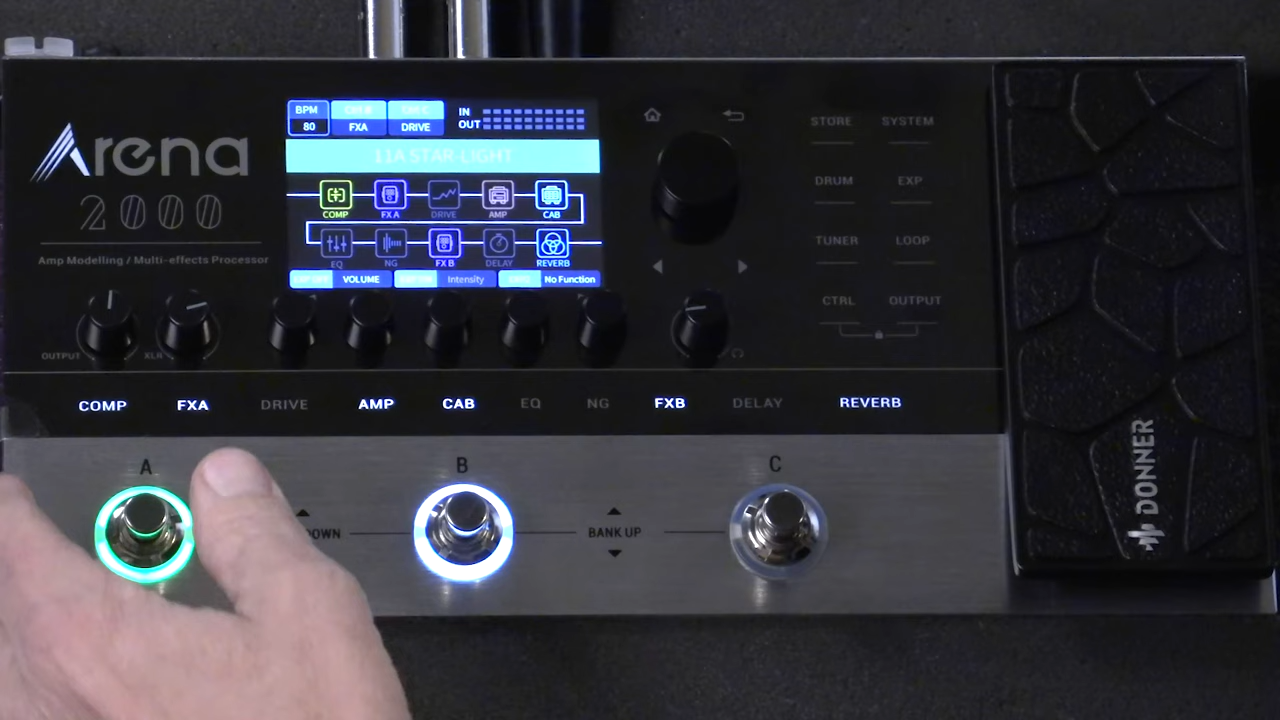 Arena
2000
Amp Modelling / Multi-effects Processor
BPM
80
FXA
DRIVE
IN
OUT
11A STAR-LIGHT
COMP FX A DRIVE AMP CAB
EQ NG FX B DELAY REVERB
VOLUME Intensity No Function
STORE SYSTEM
DRUM EXP
TUNER LOOP
CTRL OUTPUT
OUTPUT XLR
COMP FXA DRIVE AMP CAB EQ NG FXB DELAY REVERB
A B C
BANK UP
DONNER